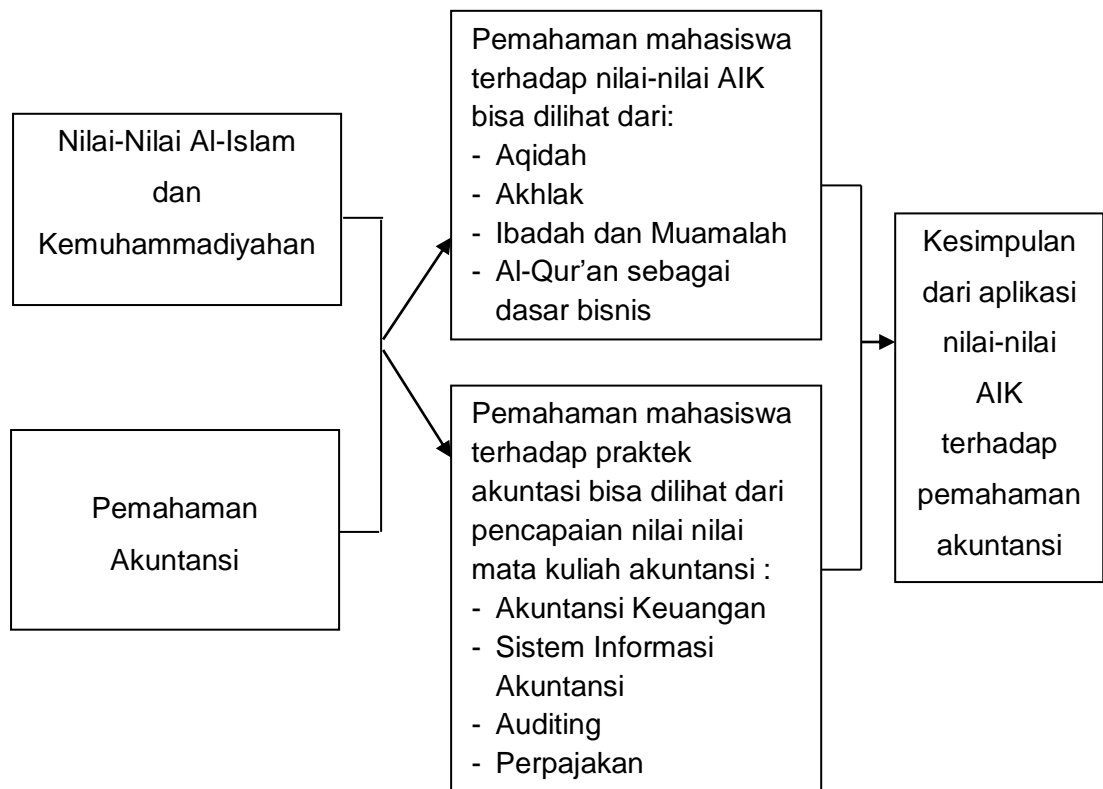 Nilai-Nilai Al-Islam
dan
Kemuhammadiyahan
Pemahaman
Akuntansi
Pemahaman mahasiswa
terhadap nilai-nilai AIK
bisa dilihat dari:
- Aqidah
- Akhlak
- Ibadah dan Muamalah
- Al-Qur’an sebagai
dasar bisnis
Pemahaman mahasiswa
terhadap praktek
akuntasi bisa dilihat dari
pencapaian nilai nilai
mata kuliah akuntansi :
- Akuntansi Keuangan
- Sistem Informasi
Akuntansi
- Auditing
- Perpajakan
Kesimpulan
dari aplikasi
nilai-nilai
AIK
terhadap
pemahaman
akuntansi